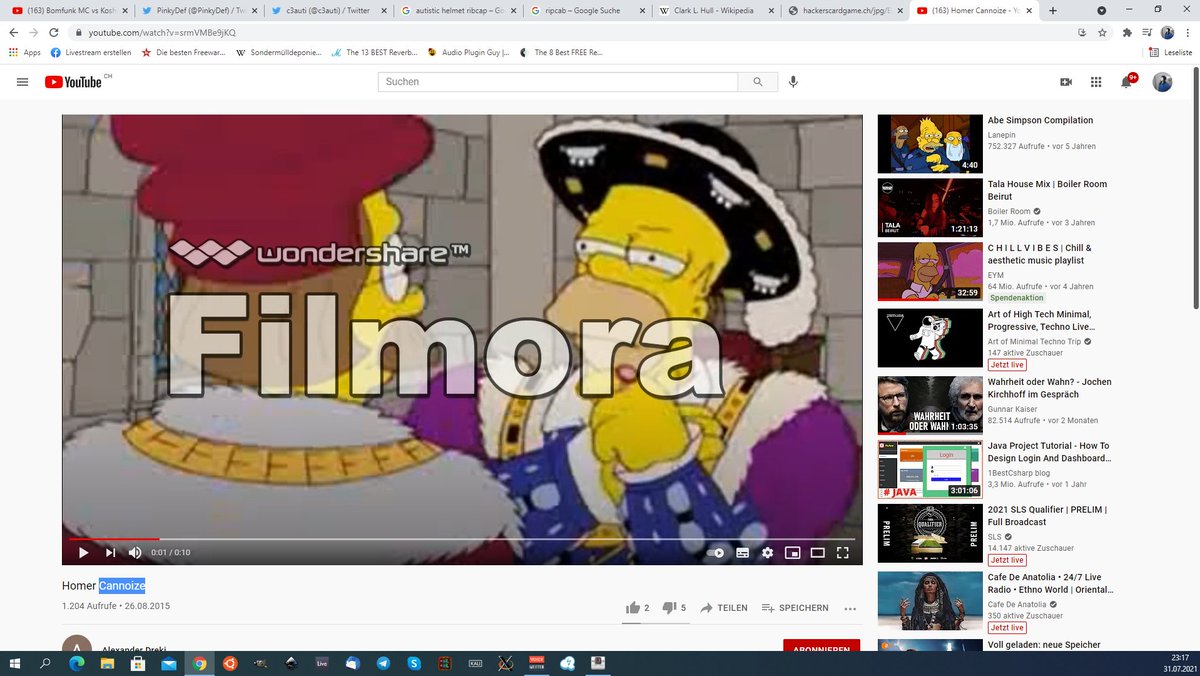 (163) Bomfunk MC vs Kosh
PinkyDef (@PinkyDef) / Tw
c3auti (@c3auti) / Twitter
autistic helmet ribcap – Go
ripcab – Google Suche
Clark L. Hull - Wikipedia
hackerscardgame.ch/jpg/E
(163) Homer Cannoize - Yo
youtube.com/watch?v=srmVMBe9jKQ
Apps
Livestream erstellen
Die besten Freewar...
Sondermülldeponie...
The 13 BEST Reverb...
Audio Plugin Guy |...
The 8 Best FREE Re...
Leseliste
YouTube CH
Suchen
9+
wondershare™
Filmora
0:01 / 0:10
Homer Cannoize
1.204 Aufrufe • 26.08.2015
2
5
TEILEN
SPEICHERN
A
Alexander Dreki
ABONNIEREN
4:40
Abe Simpson Compilation
Lanepin
752.327 Aufrufe • vor 5 Jahren
TALA
BEIRUT
1:21:13
Tala House Mix | Boiler Room
Beirut
Boiler Room
1,7 Mio. Aufrufe • vor 3 Jahren
32:59
C H I L L V I B E S | Chill &
aesthetic music playlist
EYM
64 Mio. Aufrufe • vor 4 Jahren
Spendenaktion
Art of High Tech Minimal,
Progressive, Techno Live...
Art of Minimal Techno Trip
147 aktive Zuschauer
Jetzt live
WAHRHEIT
ODER WAHN?
1:03:35
Wahrheit oder Wahn? - Jochen
Kirchhoff im Gespräch
Gunnar Kaiser
82.514 Aufrufe • vor 2 Monaten
Login
# JAVA
3:01:06
Java Project Tutorial - How To
Design Login And Dashboard...
1BestCsharp blog
3,3 Mio. Aufrufe • vor 1 Jahr
PRELIM
QUALIFIER
PRELIM
2021 SLS Qualifier | PRELIM |
Full Broadcast
SLS
14.147 aktive Zuschauer
Jetzt live
Cafe De Anatolia • 24/7 Live
Radio • Ethno World | Oriental...
Cafe De Anatolia
350 aktive Zuschauer
Jetzt live
Voll geladen: neue Speicher
Live
KALI
23:17
31.07.2021